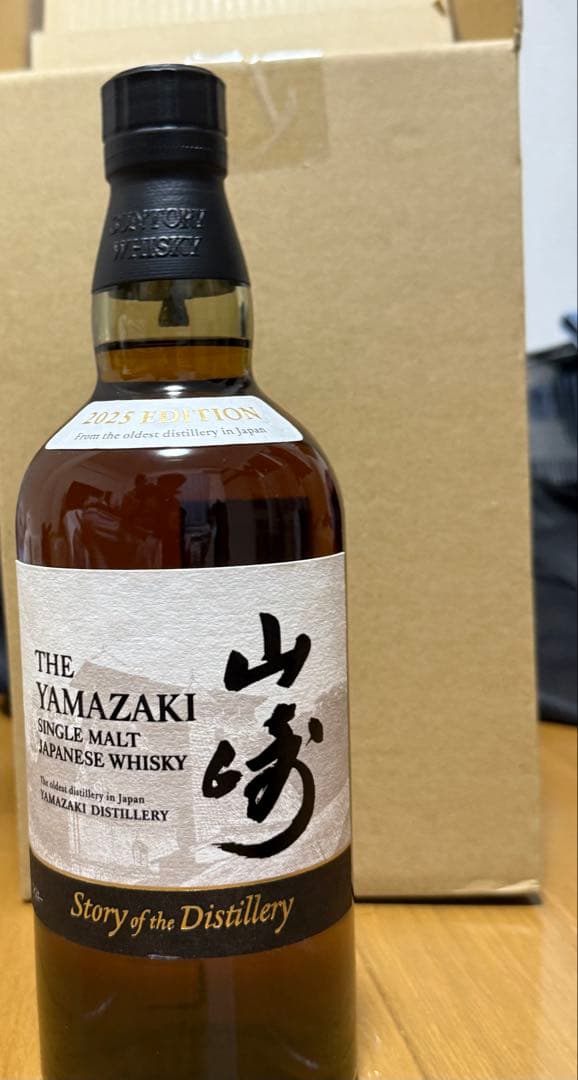 SUNTORY
WHISKY
2025 EDITION
From the oldest distillery in Japan
THE
YAMAZAKI
SINGLE MALT
JAPANESE WHISKY
The oldest distillery in Japan
YAMAZAKI DISTILLERY
山崎
Story of the Distillery